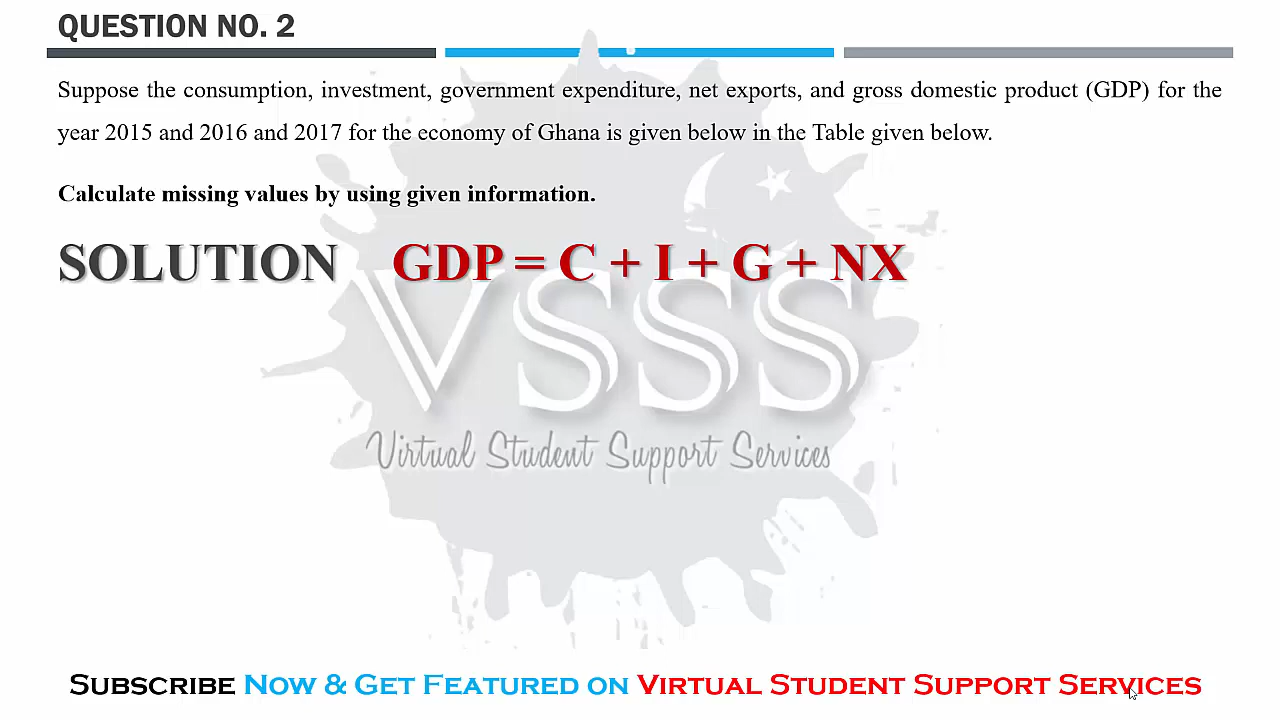 QUESTION NO. 2
Suppose the consumption, investment, government expenditure, net exports, and gross domestic product (GDP) for the
year 2015 and 2016 and 2017 for the economy of Ghana is given below in the Table given below.
Calculate missing values by using given information.
SOLUTION GDP = C + I + G + NX
VSSS
Virtual Student Support Services
SUBSCRIBE NOW & GET FEATURED ON VIRTUAL STUDENT SUPPORT SERVICES